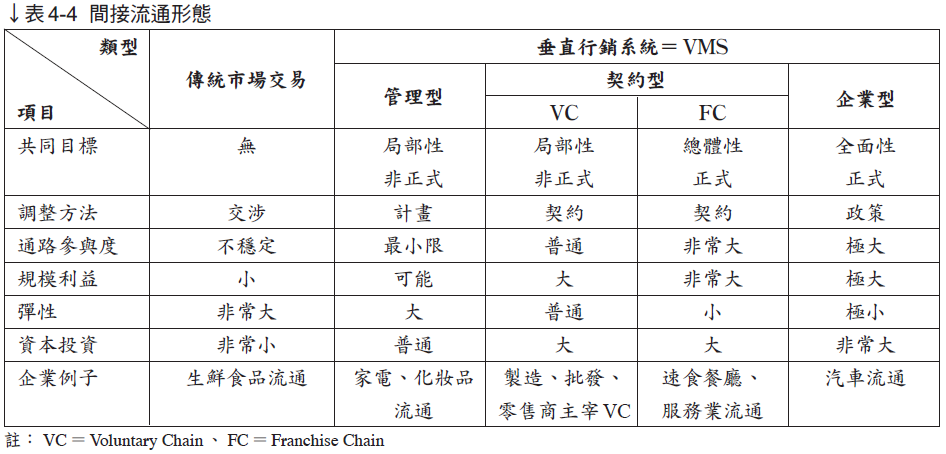 ↓表4-4 間接流通形態
類型
項目
傳統市場交易
垂直行銷系統＝VMS
管理型
契約型
企業型
VC
FC
共同目標 無 局部性 局部性 總體性 全面性
非正式 非正式 正式 正式
調整方法 交涉 計畫 契約 契約 政策
通路參與度 不穩定 最小限 普通 非常大 極大
規模利益 小 可能 大 非常大 極大
彈性 非常大 大 普通 小 極小
資本投資 非常小 普通 大 大 非常大
企業例子 生鮮食品流通 家電、化妝品 製造、批發、 速食餐廳、 汽車流通
流通 零售商主宰VC 服務業流通
註： VC＝Voluntary Chain 、 FC＝Franchise Chain